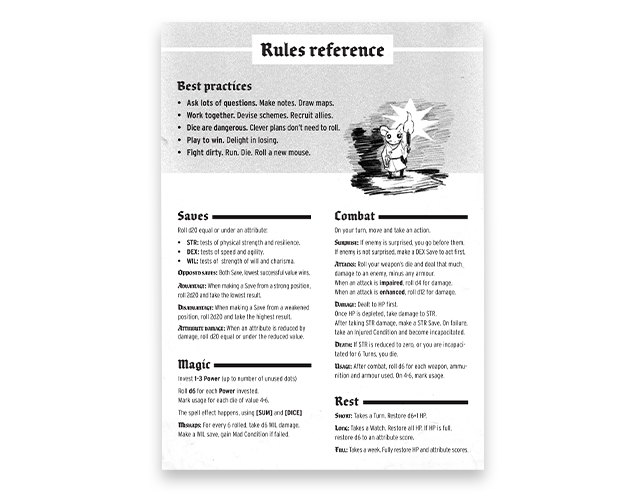 Rules reference
Best practices
• Ask lots of questions. Make notes. Draw maps.
• Work together. Devise schemes. Recruit allies.
• Dice are dangerous. Clever plans don't need to roll.
• Play to win. Delight in losing.
• Fight dirty. Run. Die. Roll a new mouse.
Saves
Roll d20 equal or under an attribute:
• STR: tests of physical strength and resilience.
• DEX: tests of speed and agility.
• WIL: tests of strength of will and charisma.
Opposed saves: Both Save, lowest successful value wins.
Advantage: When making a Save from a strong position,
roll 2d20 and take the lowest result.
Disadvantage: When making a Save from a weakened
position, roll 2d20 and take the highest result.
Attribute damage: When an attribute is reduced by
damage, roll d20 equal or under the reduced value.
Magic
Invest 1-3 Power (up to number of unused dots)
Roll d6 for each Power invested.
Mark usage for each die of value 4-6.
The spell effect happens, using [SUM] and [DICE]
Mishaps: For every 6 rolled, take d6 WIL damage.
Make a WIL save, gain Mad Condition if failed.
Combat
On your turn, move and take an action.
Surprise: If enemy is surprised, you go before them.
If enemy is not surprised, make a DEX Save to act first.
Attacks: Roll your weapon's die and deal that much
damage to an enemy, minus any armour.
When an attack is impaired, roll d4 for damage.
When an attack is enhanced, roll d12 for damage.
Damage: Dealt to HP first.
Once HP is depleted, take damage to STR.
After taking STR damage, make a STR Save. On failure,
take an Injured Condition and become incapacitated.
Death: If STR is reduced to zero, or you are incapaci-
tated for 6 Turns, you die.
Usage: After combat, roll d6 for each weapon, ammu-
nition and armour used. On 4-6, mark usage.
Rest
Short: Takes a Turn. Restore d6+1 HP.
Long: Takes a Watch. Restore all HP. If HP is full,
restore d6 to an attribute score.
Full: Takes a week. Fully restore HP and attribute scores.